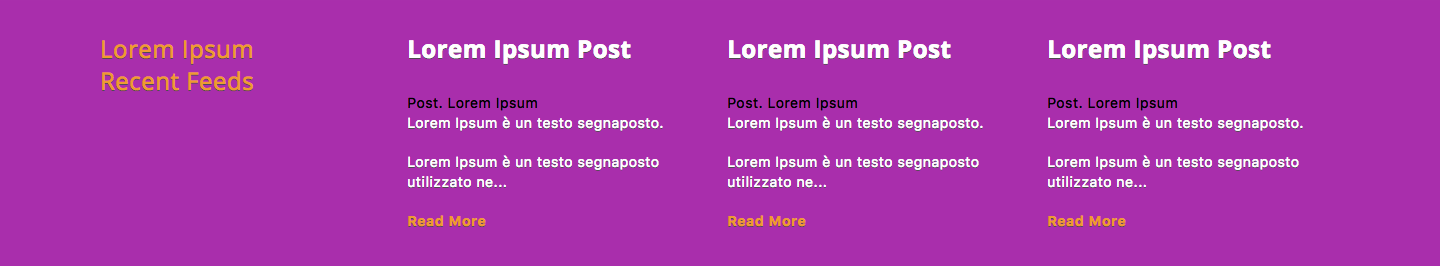 Lorem Ipsum
Recent Feeds
Lorem Ipsum Post
Post. Lorem Ipsum
Lorem Ipsum è un testo segnaposto.
Lorem Ipsum è un testo segnaposto
utilizzato ne...
Read More
Lorem Ipsum Post
Post. Lorem Ipsum
Lorem Ipsum è un testo segnaposto.
Lorem Ipsum è un testo segnaposto
utilizzato ne...
Read More
Lorem Ipsum Post
Post. Lorem Ipsum
Lorem Ipsum è un testo segnaposto.
Lorem Ipsum è un testo segnaposto
utilizzato ne...
Read More